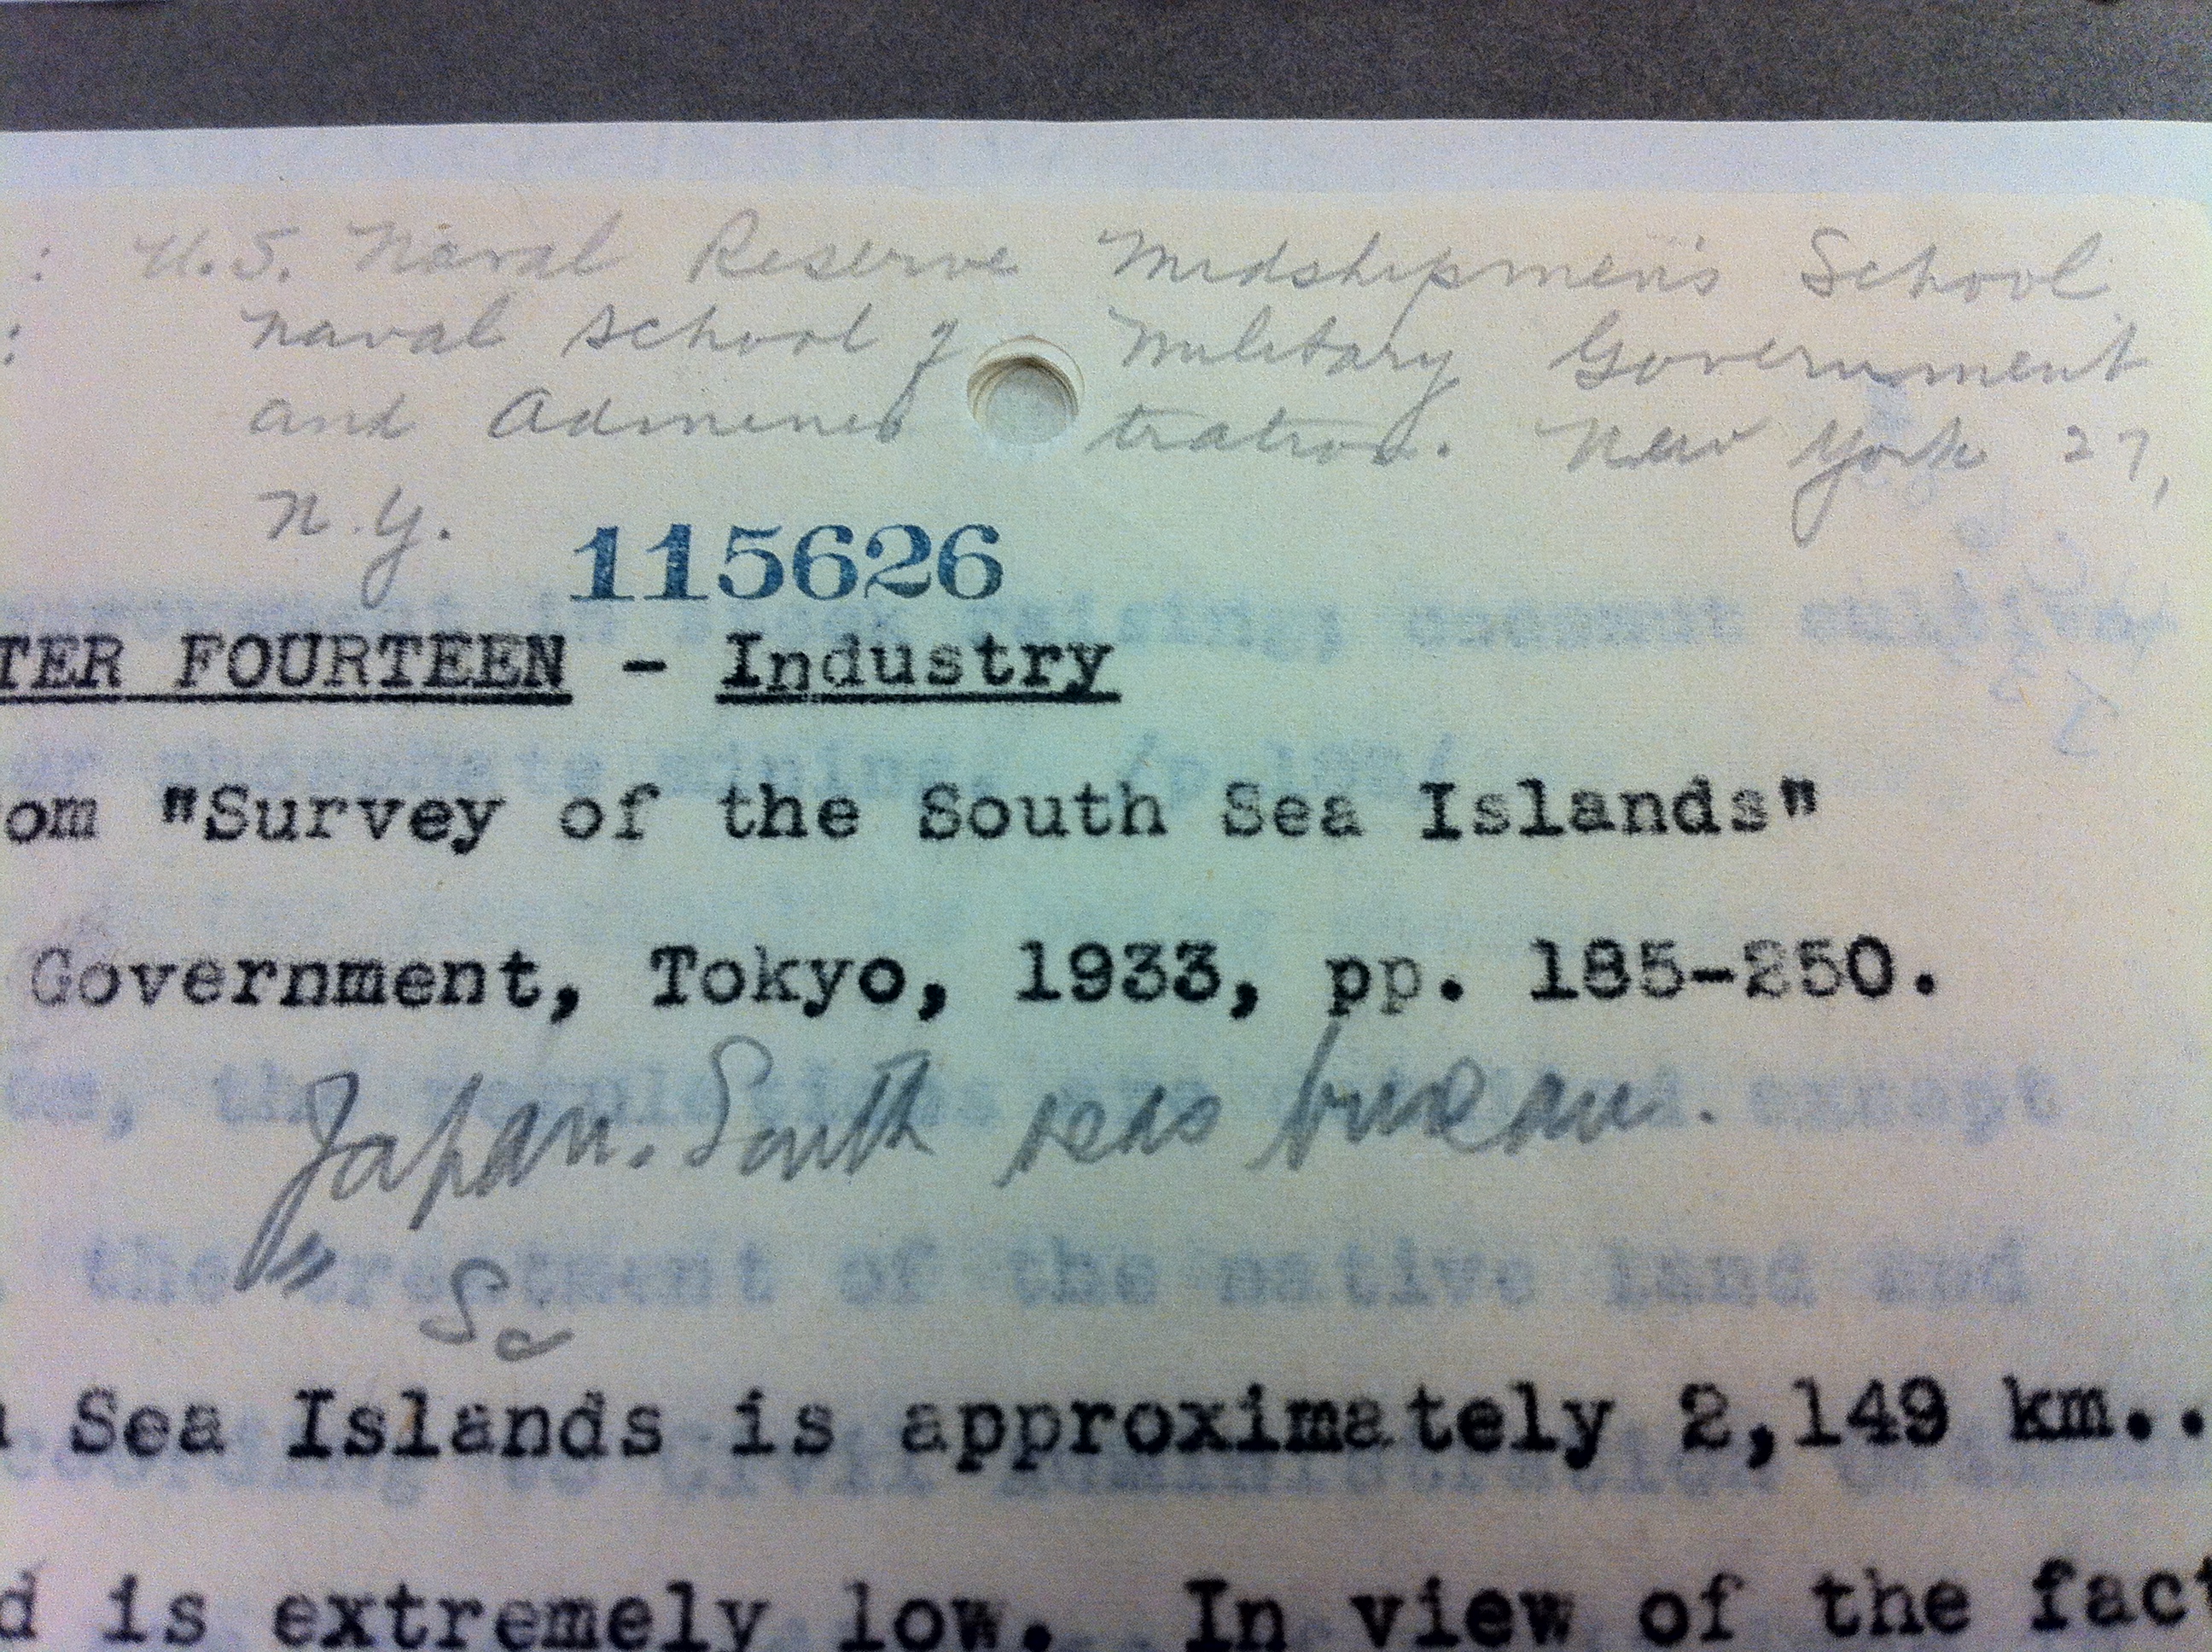 : U.S. Naval Reserve Midshipmen's School
: Naval School of Military Government
and Adminis tration. New York 27,
N.Y.
115626
TER FOURTEEN - Industry
om "Survey of the South Sea Islands"
Government, Tokyo, 1933, pp. 185-250.
Japan. South seas bureau.
Sea Islands is approximately 2,149 km..
d is extremely low. In view of the fact